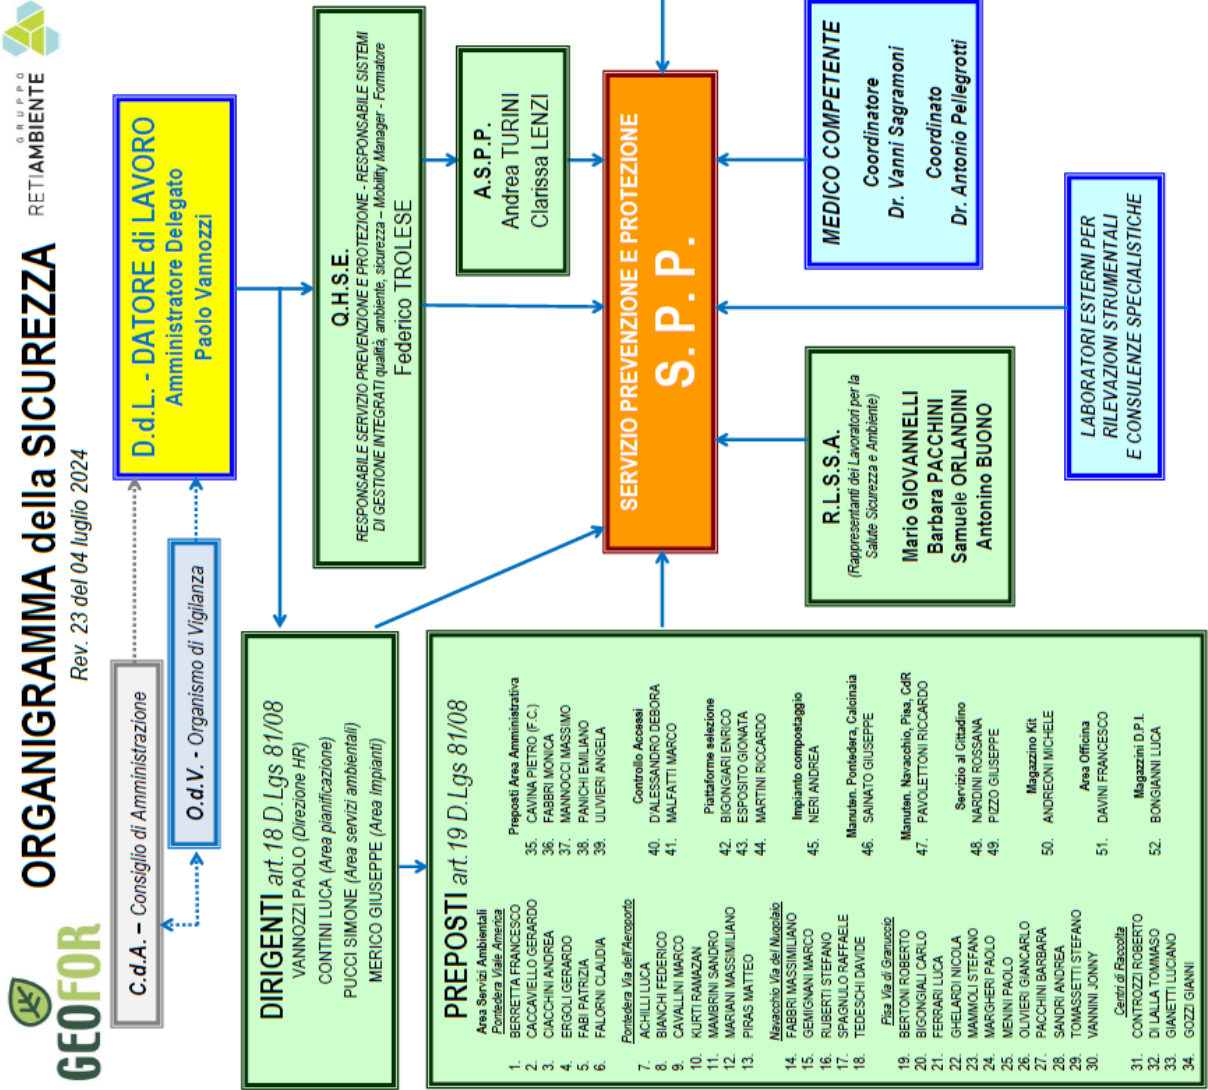 GEOFOR
ORGANIGRAMMA della SICUREZZA
Rev. 23 del 04 luglio 2024
GRUPPO
RETIAMBIENTE
C.d.A. – Consiglio di Amministrazione
O.d.V. - Organismo di Vigilanza
D.d.L. - DATORE di LAVORO
Amministratore Delegato
Paolo Vannozzi
DIRIGENTI art.18 D.Lgs 81/08
VANNOZZI PAOLO (Direzione HR)
CONTINI LUCA (Area pianificazione)
PUCCI SIMONE (Area servizi ambientali)
MERICO GIUSEPPE (Area Impianti)
Q.H.S.E.
RESPONSABILE SERVIZIO PREVENZIONE E PROTEZIONE - RESPONSABILE SISTEMI
DI GESTIONE INTEGRATI qualità, ambiente, sicurezza – Mobility Manager - Formatore
Federico TROLESE
A.S.P.P.
Andrea TURINI
Clarissa LENZI
PREPOSTI art.19 D.Lgs 81/08
Area Servizi Ambientali
Pontedera Viale America
1. BERRETTA FRANCESCO
2. CACCAVIELLO GERARDO
3. CIACCHINI ANDREA
4. ERGOLI GERARDO
5. FABI PATRIZIA
6. FALORNI CLAUDIA
Pontedera Via dell'Aeroporto
7. ACHILLI LUCA
8. BIANCHI FEDERICO
9. CAVALLINI MARCO
10. KURTI RAMAZAN
11. MAMBRINI SANDRO
12. MARIANI MASSIMILIANO
13. PIRAS MATTEO
Navacchio Via del Nugolaio
14. FABBRI MASSIMILIANO
15. GEMIGNANI MARCO
16. RUBERTI STEFANO
17. SPAGNULO RAFFAELE
18. TEDESCHI DAVIDE
Pisa Via di Granuccio
19. BERTONI ROBERTO
20. BIGONGIALI CARLO
21. FERRARI LUCA
22. GHELARDI NICOLA
23. MAMMOLI STEFANO
24. MARGHERI PAOLO
25. MENINI PAOLO
26. OLIVIERI GIANCARLO
27. PACCHINI BARBARA
28. SANDRI ANDREA
29. TOMASSETTI STEFANO
30. VANNINI JONNY
Centri di Raccolta
31. CONTROZZI ROBERTO
32. DI LALLA TOMMASO
33. GIANETTI LUCIANO
34. GOZZI GIANNI
Preposti Area Amministrativa
35. CAVINA PIETRO (F.C.)
36. FABBRI MONICA
37. MANNOCCI MASSIMO
38. PANICHI EMILIANO
39. ULIVIERI ANGELA
Controllo Accessi
40. D'ALESSANDRO DEBORA
41. MALFATTI MARCO
Piattaforme selezione
42. BIGONGIARI ENRICO
43. ESPOSITO GIONATA
44. MARTINI RICCARDO
Impianto compostaggio
45. NERI ANDREA
Manuten. Pontedera, Calcinaia
46. SAINATO GIUSEPPE
Manuten. Navacchio, Pisa, CdR
47. PAVOLETTONI RICCARDO
Servizio al Cittadino
48. NARDINI ROSSANA
49. PIZZO GIUSEPPE
Magazzino Kit
50. ANDREONI MICHELE
Area Officina
51. DAVINI FRANCESCO
Magazzini D.P.I.
52. BONGIANNI LUCA
SERVIZIO PREVENZIONE E PROTEZIONE
S. P. P.
R.L.S.S.A.
(Rappresentanti dei Lavoratori per la
Salute Sicurezza e Ambiente)
Mario GIOVANNELLI
Barbara PACCHINI
Samuele ORLANDINI
Antonino BUONO
MEDICO COMPETENTE
Coordinatore
Dr. Vanni Sagramoni
Coordinato
Dr. Antonio Pellegrotti
LABORATORI ESTERNI PER
RILEVAZIONI STRUMENTALI
E CONSULENZE SPECIALISTICHE